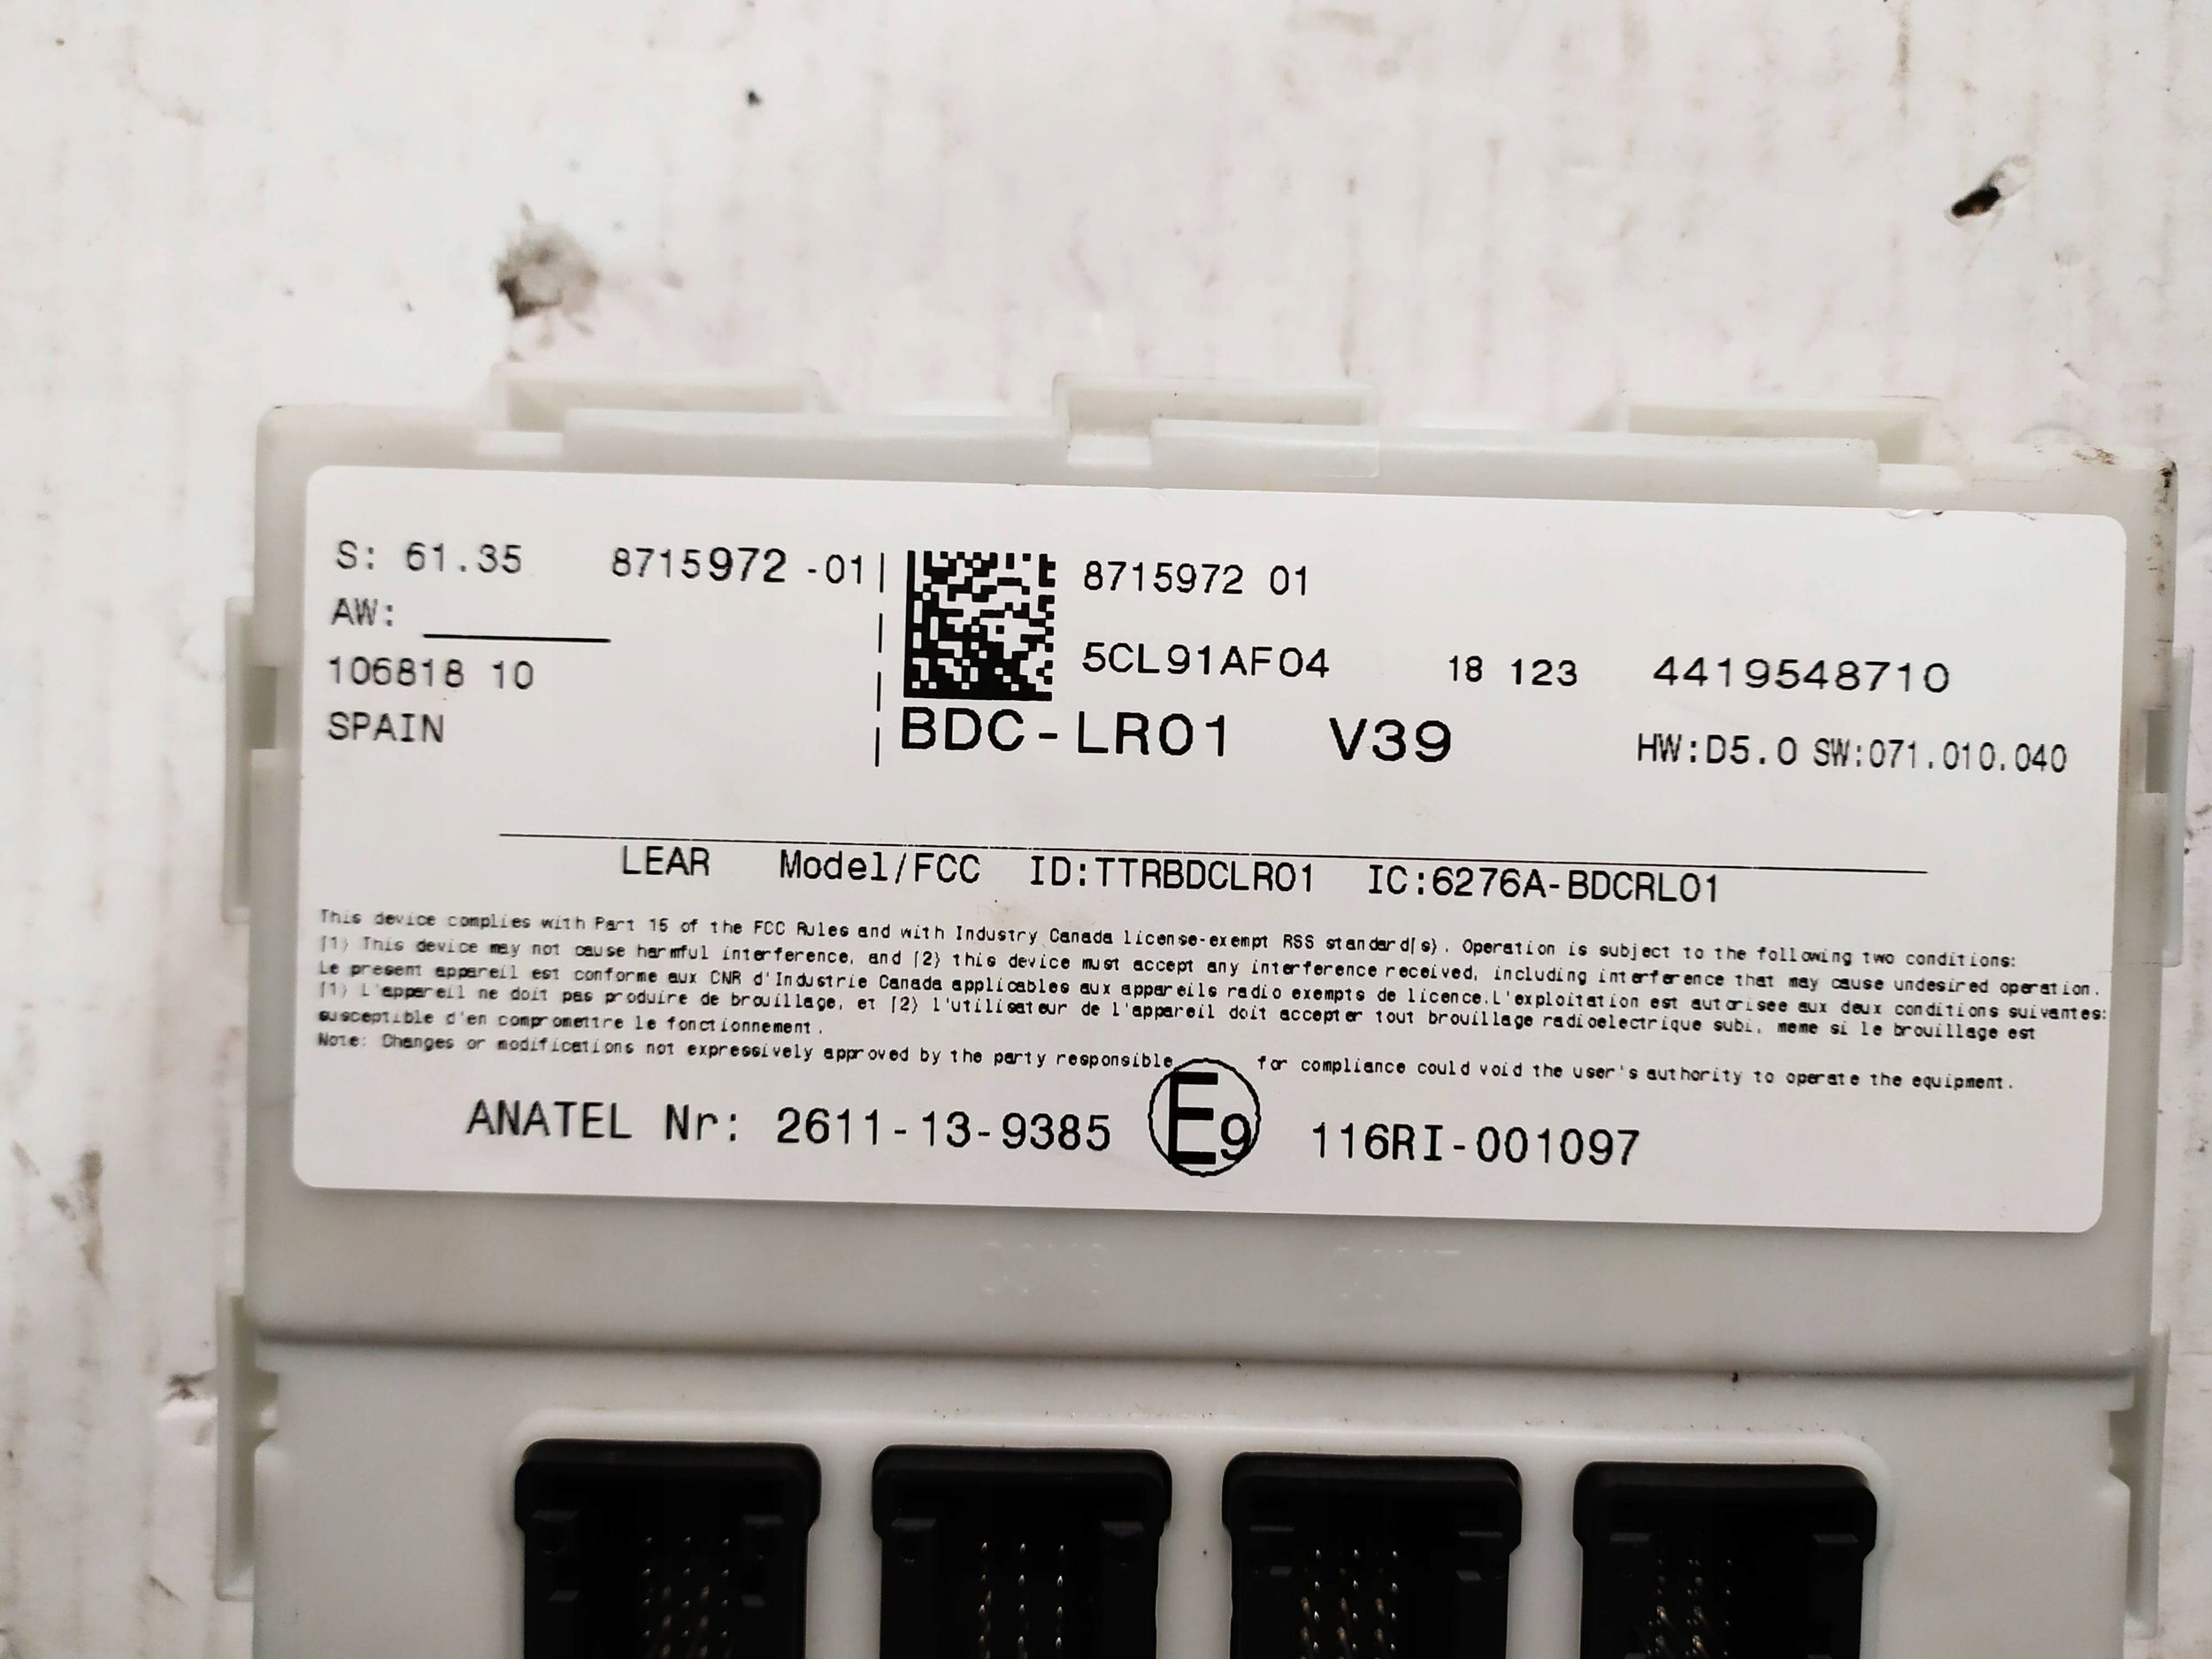 S: 61.35 8715972 -01
AW:
106818 10
SPAIN
8715972 01
5CL91AF04 18 123 4419548710
BDC-LR01 V39 HW:D5.0 SW:071.010.040
LEAR Model/FCC ID:TTRBDCLR01 IC:6276A-BDCRL01
This device complies with Part 15 of the FCC Rules and with Industry Canada license-exempt RSS standard(s). Operation is subject to the following two conditions:
(1) This device may not cause harmful interference, and (2) this device must accept any interference received, including interference that may cause undesired operation.
Le present appareil est conforme aux CNR d'Industrie Canada applicables aux appareils radio exempts de licence.L'exploitation est autorisee aux deux conditions suivantes:
(1) L'appareil ne doit pas produire de brouillage, et (2) l'utilisateur de l'appareil doit accepter tout brouillage radioelectrique subi, meme si le brouillage est
susceptible d'en compromettre le fonctionnement.
Note: Changes or modifications not expressively approved by the party responsible for compliance could void the user's authority to operate the equipment.
ANATEL Nr: 2611-13-9385 E9 116RI-001097